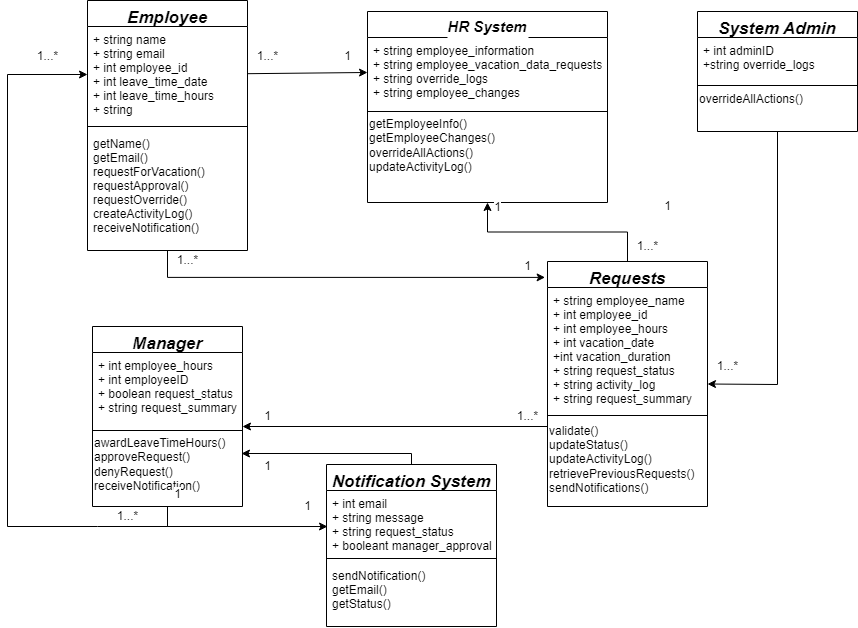 Employee
+ string name
+ string email
+ int employee_id
+ int leave_time_date
+ int leave_time_hours
+ string
getName()
getEmail()
requestForVacation()
requestApproval()
requestOverride()
createActivityLog()
receiveNotification()
1...*
1...*
1
HR System
+ string employee_information
+ string employee_vacation_data_requests
+ string override_logs
+ string employee_changes
getEmployeeInfo()
getEmployeeChanges()
overrideAllActions()
updateActivityLog()
System Admin
+ int adminID
+string override_logs
overrideAllActions()
1
1
1...*
1...*
1
Requests
+ string employee_name
+ int employee_id
+ int employee_hours
+ int vacation_date
+int vacation_duration
+ string request_status
+ string activity_log
+ string request_summary
validate()
updateStatus()
updateActivityLog()
retrievePreviousRequests()
sendNotifications()
1...*
Manager
+ int employee_hours
+ int employeeID
+ boolean request_status
+ string request_summary
awardLeaveTimeHours()
approveRequest()
denyRequest()
receiveNotification()
1
1...*
1
1...*
1
1
Notification System
+ int email
+ string message
+ string request_status
+ booleant manager_approval
sendNotification()
getEmail()
getStatus()